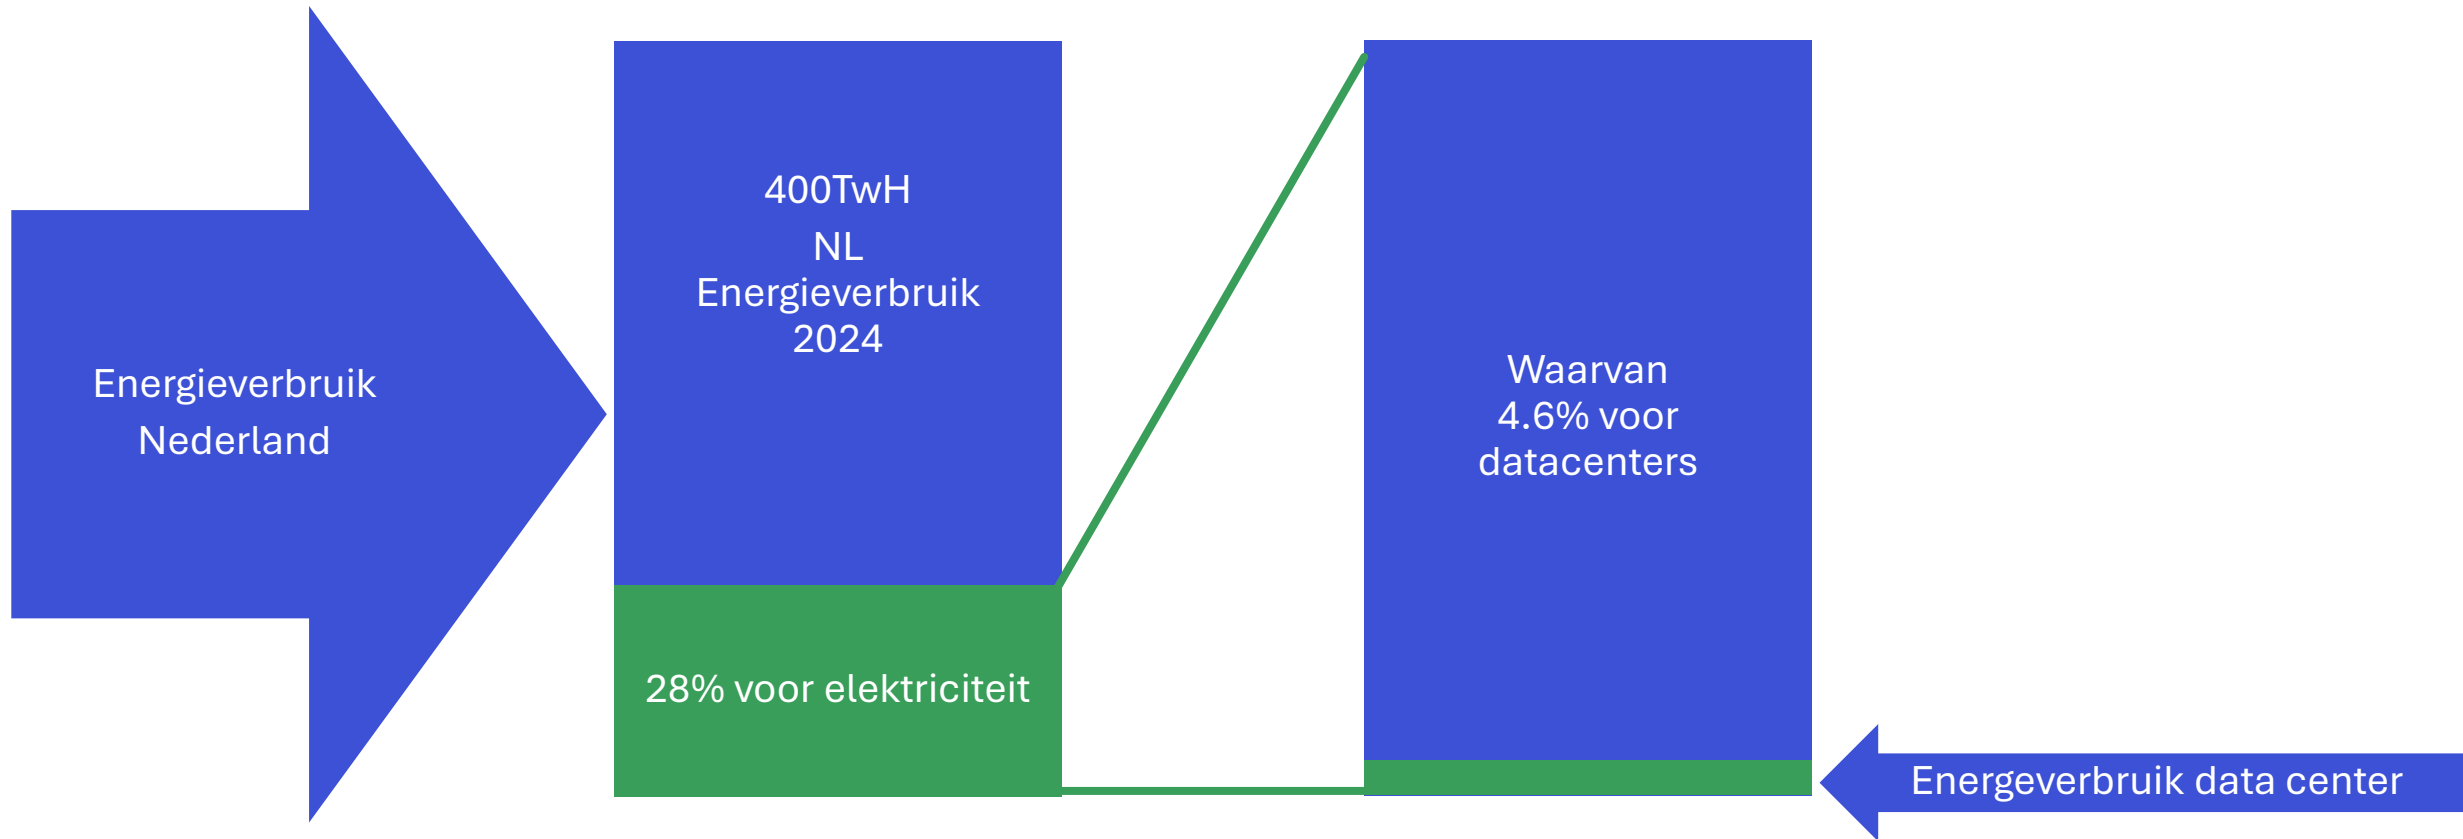 Energieverbruik
Nederland
400TwH
NL
Energieverbruik
2024
28% voor elektriciteit
Waarvan
4.6% voor
datacenters
Energeverbruik data center